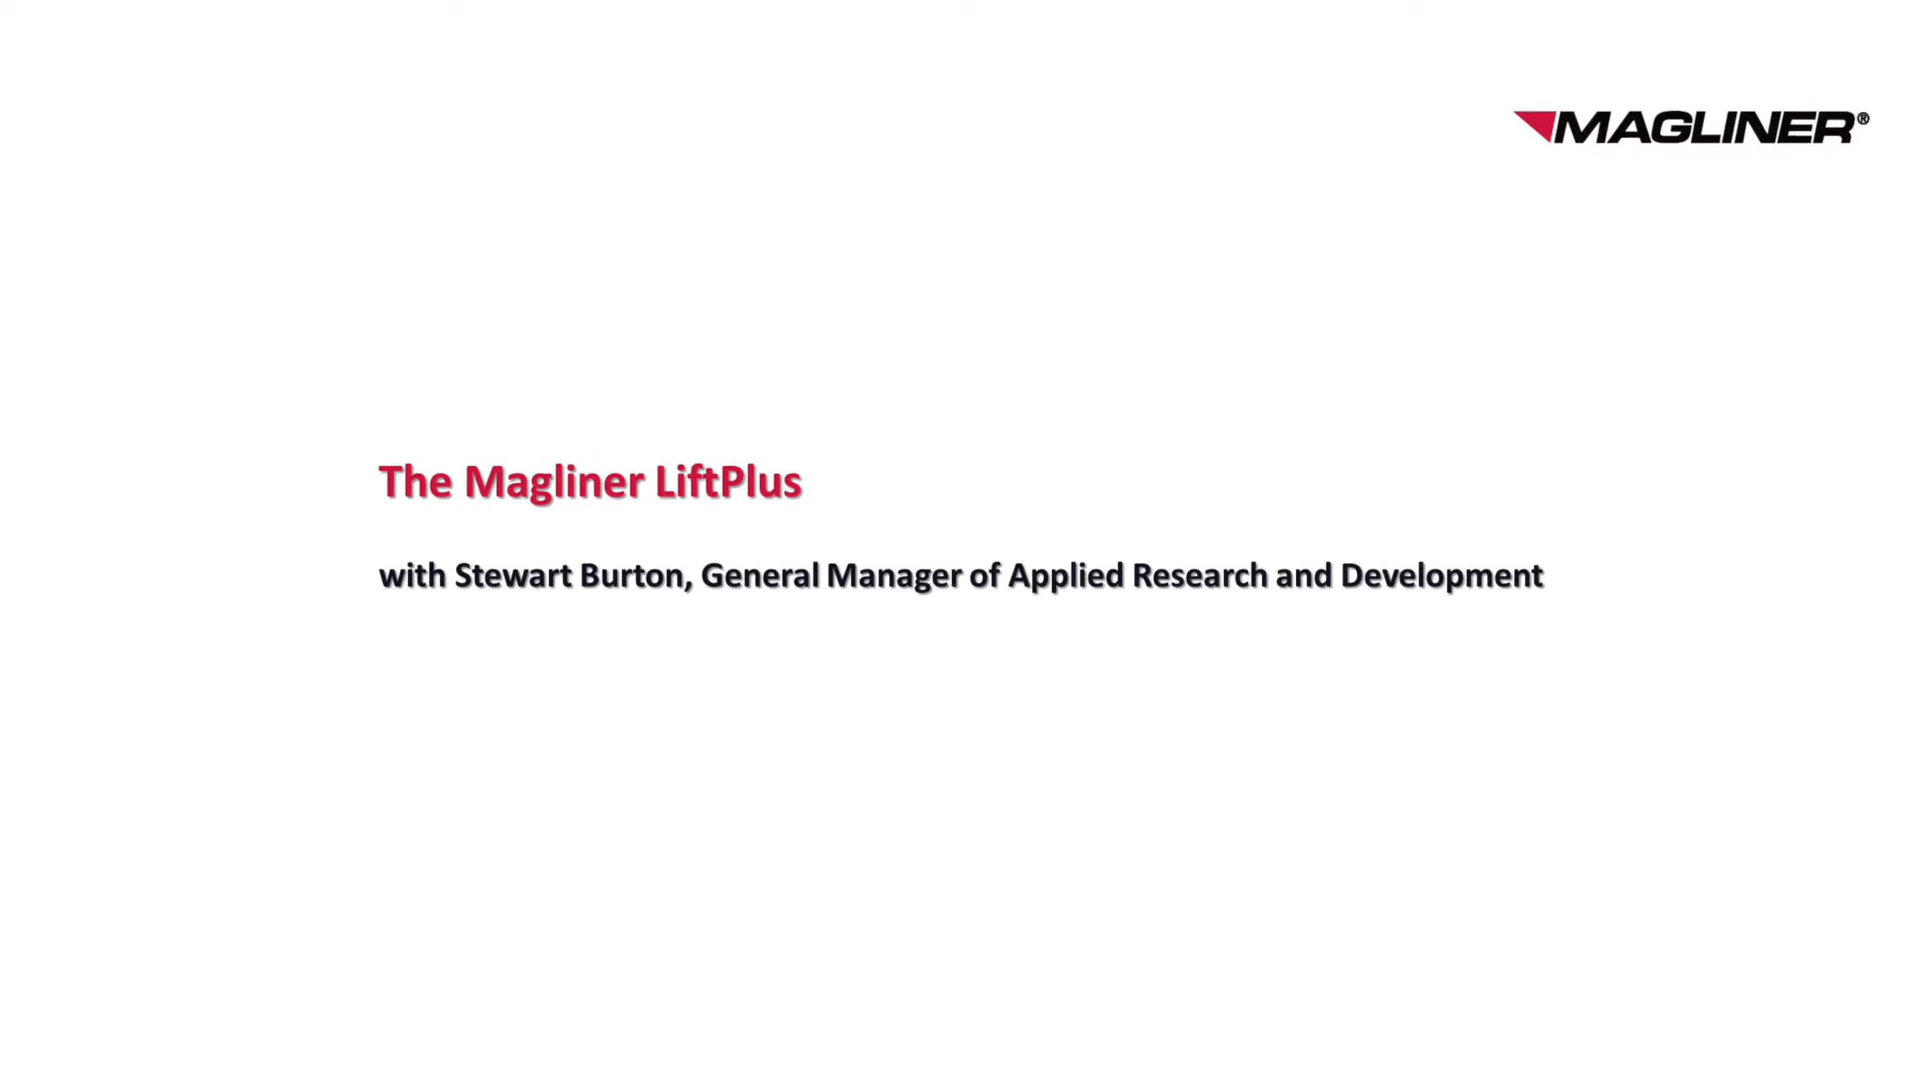 MAGLINER®
The Magliner LiftPlus
with Stewart Burton, General Manager of Applied Research and Development